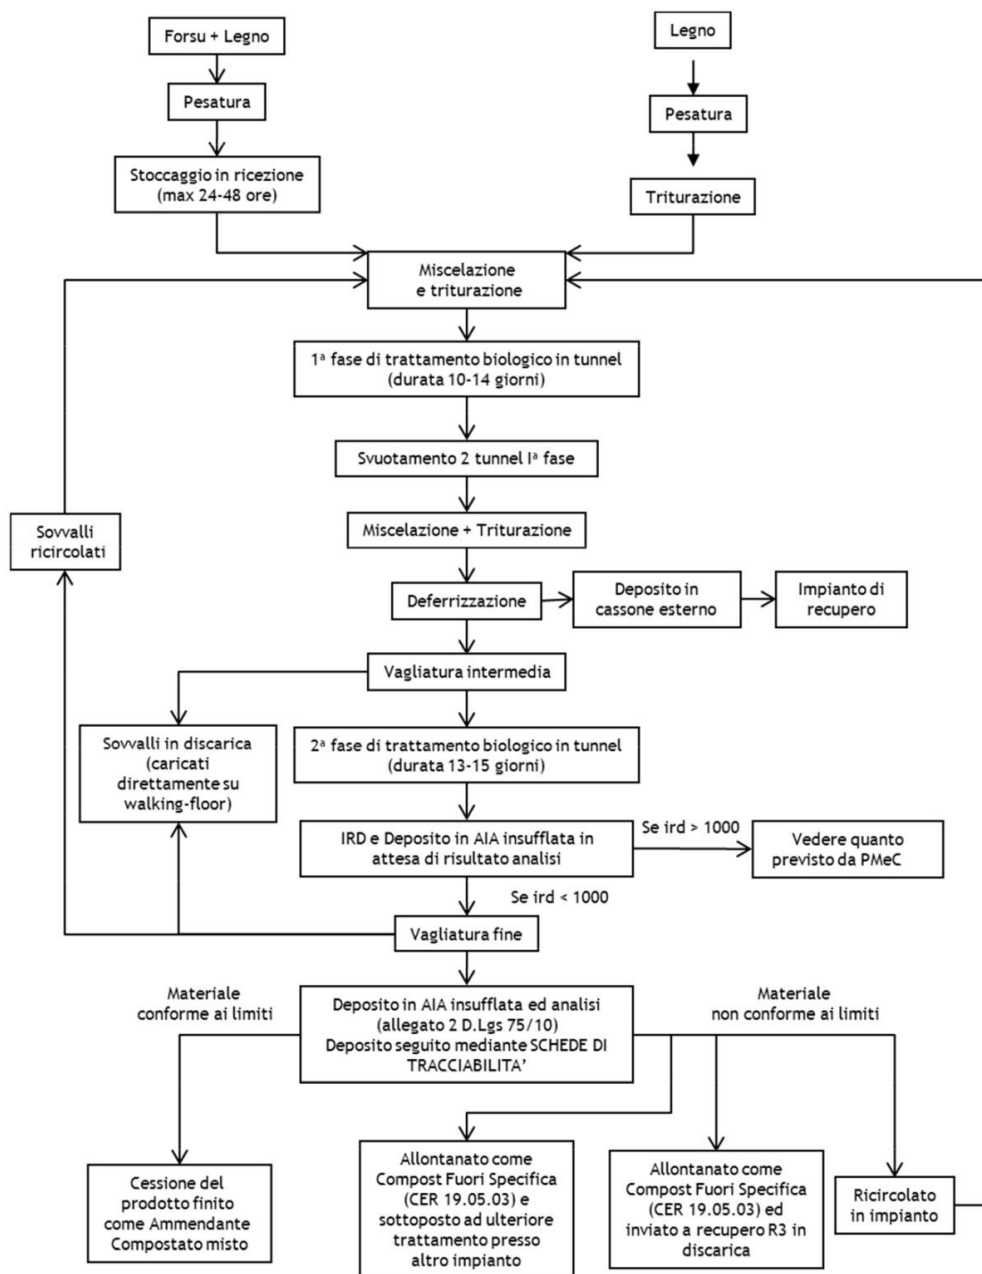 Forsu + Legno
Legno
Pesatura
Pesatura
Stoccaggio in ricezione
(max 24-48 ore)
Triturazione
Miscelazione
e triturazione
1ª fase di trattamento biologico in tunnel
(durata 10-14 giorni)
Svuotamento 2 tunnel Iª fase
Sovvalli
ricircolati
Miscelazione + Triturazione
Deferrizzazione
Deposito in
cassone esterno
Impianto di
recupero
Vagliatura intermedia
Sovvalli in discarica
(caricati
direttamente su
walking-floor)
2ª fase di trattamento biologico in tunnel
(durata 13-15 giorni)
IRD e Deposito in AIA insufflata in
attesa di risultato analisi
Se ird > 1000
Vedere quanto
previsto da PMeC
Se ird < 1000
Vagliatura fine
Materiale
conforme ai limiti
Deposito in AIA insufflata ed analisi
(allegato 2 D.Lgs 75/10)
Deposito seguito mediante SCHEDE DI
TRACCIABILITA’
Materiale
non conforme ai limiti
Cessione del
prodotto finito
come Ammendante
Compostato misto
Allontanato come
Compost Fuori Specifica
(CER 19.05.03) e
sottoposto ad ulteriore
trattamento presso
altro impianto
Allontanato come
Compost Fuori Specifica
(CER 19.05.03) ed
inviato a recupero R3 in
discarica
Ricircolato
in impianto